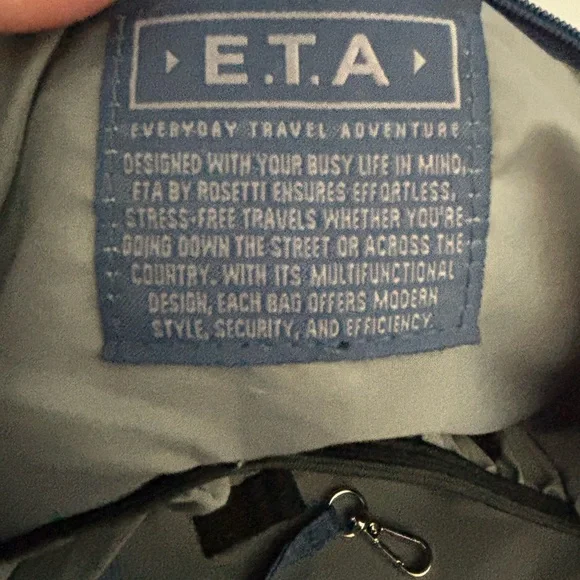 E.T.A
EVERYDAY TRAVEL ADVENTURE
DESIGNED WITH YOUR BUSY LIFE IN MIND,
ETA BY ROSETTI ENSURES EFFORTLESS,
STRESS-FREE TRAVELS WHETHER YOU'RE
GOING DOWN THE STREET OR ACROSS THE
COUNTRY. WITH ITS MULTIFUNCTIONAL
DESIGN, EACH BAG OFFERS MODERN
STYLE, SECURITY, AND EFFICIENCY.